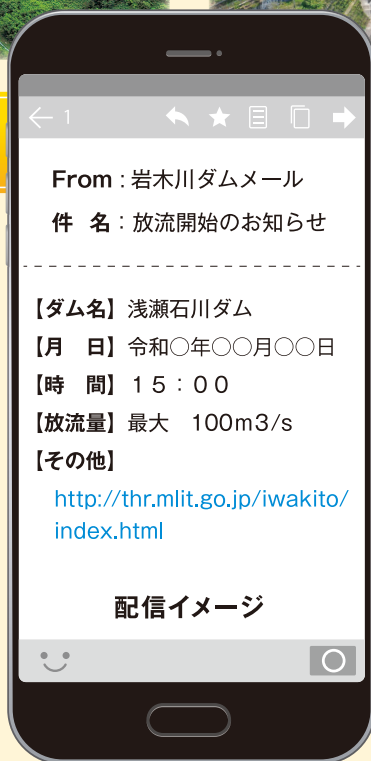 1
From : 岩木川ダムメール
件 名 : 放流開始のお知らせ
【ダム名】 浅瀬石川ダム
【月 日】 令和○年○○月○○日
【時 間】 15:00
【放流量】 最大 100m3/s
【その他】
http://thr.mlit.go.jp/iwakito/
index.html
配信イメージ